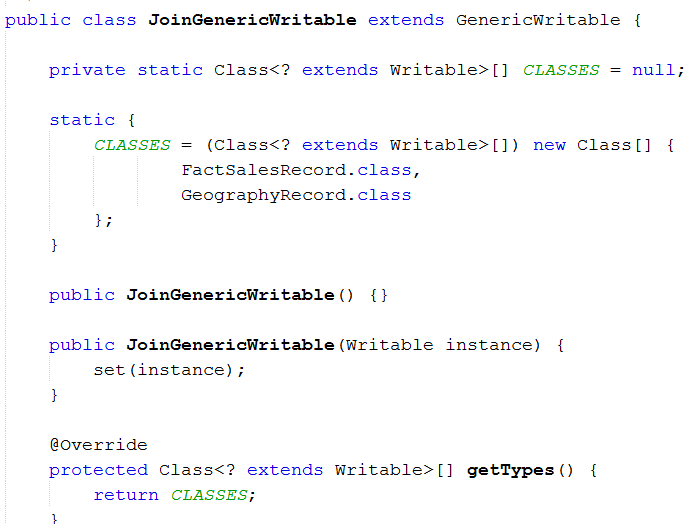 public class JoinGenericWritable extends GenericWritable {
private static Class<? extends Writable>[] CLASSES = null;
static {
CLASSES = (Class<? extends Writable>[]) new Class[] {
FactSalesRecord.class,
GeographyRecord.class
};
}
public JoinGenericWritable() {}
public JoinGenericWritable(Writable instance) {
set(instance);
}
@Override
protected Class<? extends Writable>[] getTypes() {
return CLASSES;
}